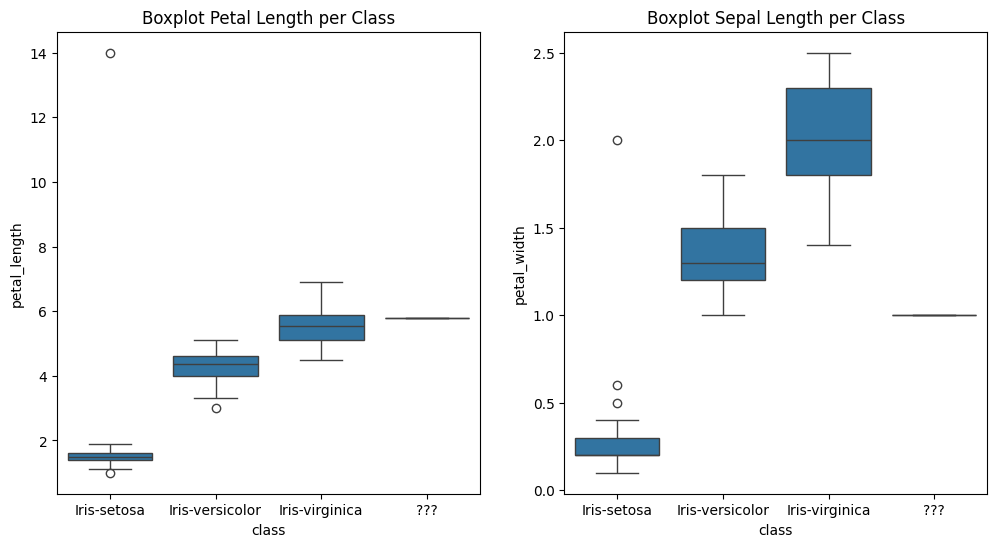 Boxplot Petal Length per Class
14
12
10
8
6
4
2
petal_length
Iris-setosa Iris-versicolor Iris-virginica ???
class
Boxplot Sepal Length per Class
2.5
2.0
1.5
1.0
0.5
0.0
petal_width
Iris-setosa Iris-versicolor Iris-virginica ???
class